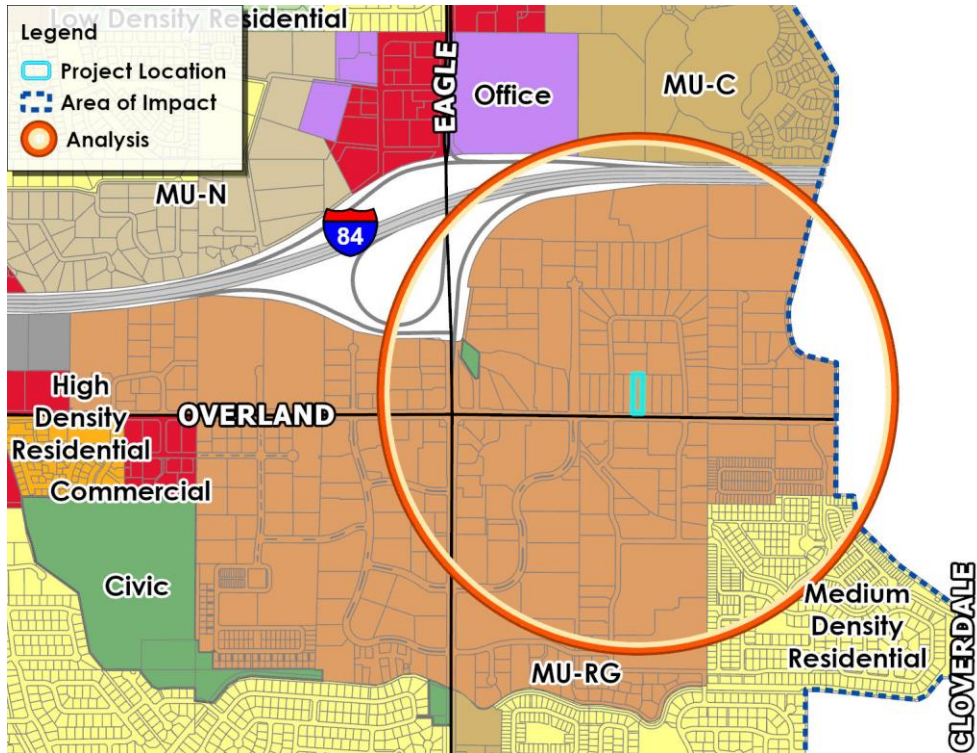 Low Density Residential
Legend
Project Location
Area of Impact
Analysis
EAGLE
Office
MU-C
MU-N
84
High
Density
Residential
OVERLAND
Commercial
Civic
Medium
Density
Residential
MU-RG
CLOVERDALE